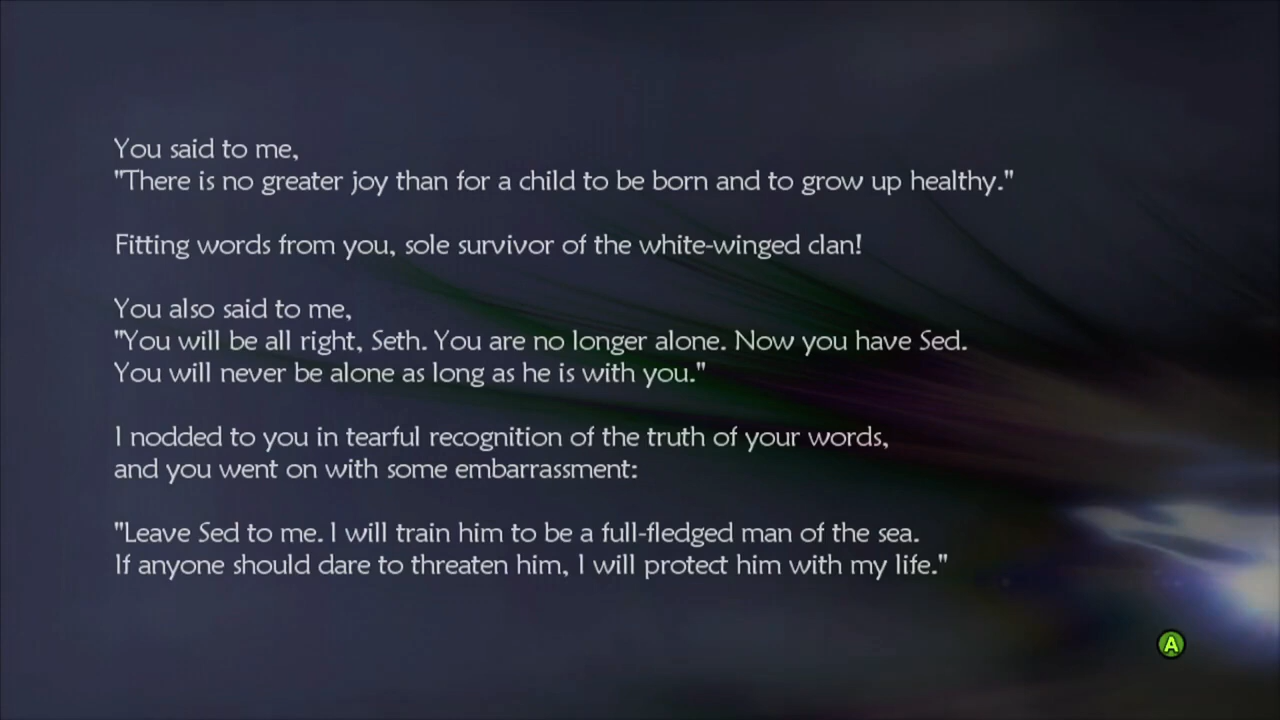 You said to me,
"There is no greater joy than for a child to be born and to grow up healthy."
Fitting words from you, sole survivor of the white-winged clan!
You also said to me,
"You will be all right, Seth. You are no longer alone. Now you have Sed.
You will never be alone as long as he is with you."
I nodded to you in tearful recognition of the truth of your words,
and you went on with some embarrassment:
"Leave Sed to me. I will train him to be a full-fledged man of the sea.
If anyone should dare to threaten him, I will protect him with my life."
A